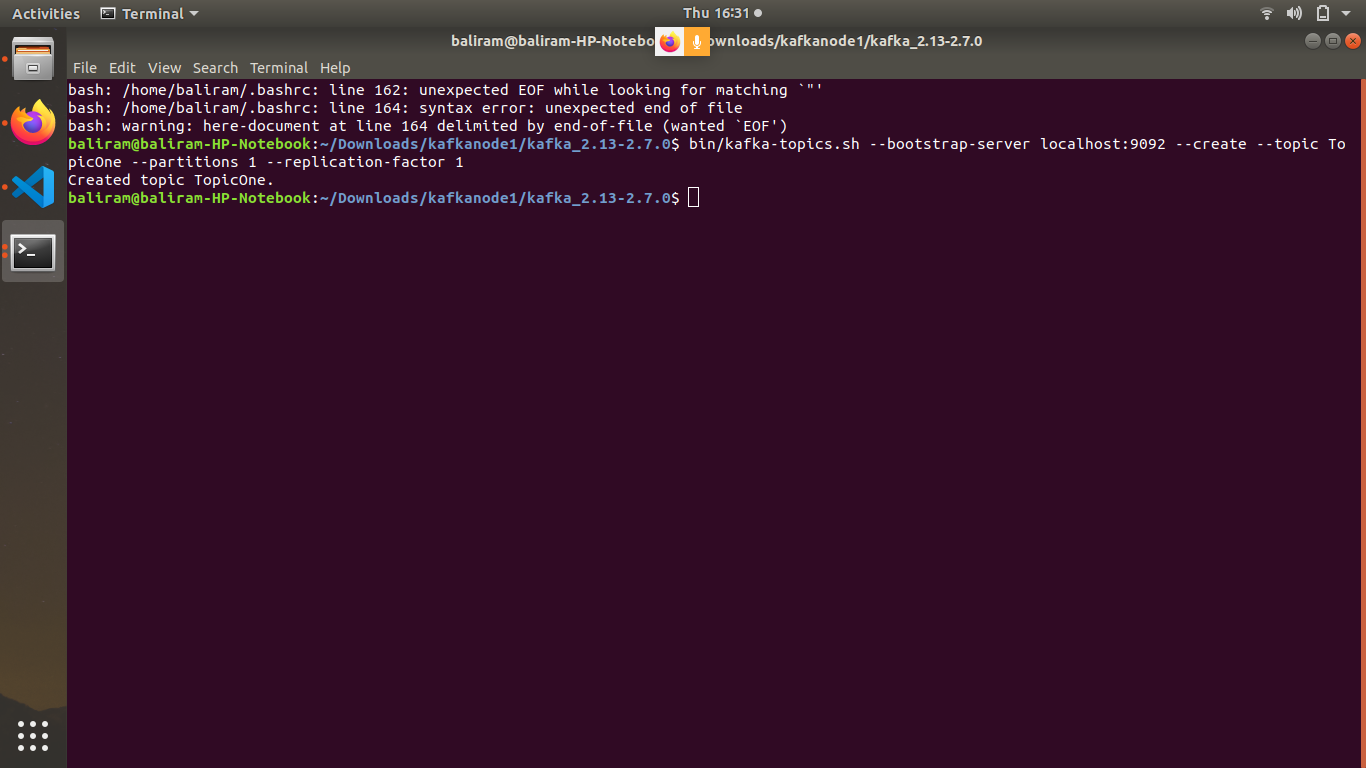 Activities Terminal Thu 16:31
baliram@baliram-HP-Notebo ownloads/kafkanode1/kafka_2.13-2.7.0
File Edit View Search Terminal Help
bash: /home/baliram/.bashrc: line 162: unexpected EOF while looking for matching `"'
bash: /home/baliram/.bashrc: line 164: syntax error: unexpected end of file
bash: warning: here-document at line 164 delimited by end-of-file (wanted `EOF')
baliram@baliram-HP-Notebook:~/Downloads/kafkanode1/kafka_2.13-2.7.0$ bin/kafka-topics.sh --bootstrap-server localhost:9092 --create --topic To
picOne --partitions 1 --replication-factor 1
Created topic TopicOne.
baliram@baliram-HP-Notebook:~/Downloads/kafkanode1/kafka_2.13-2.7.0$